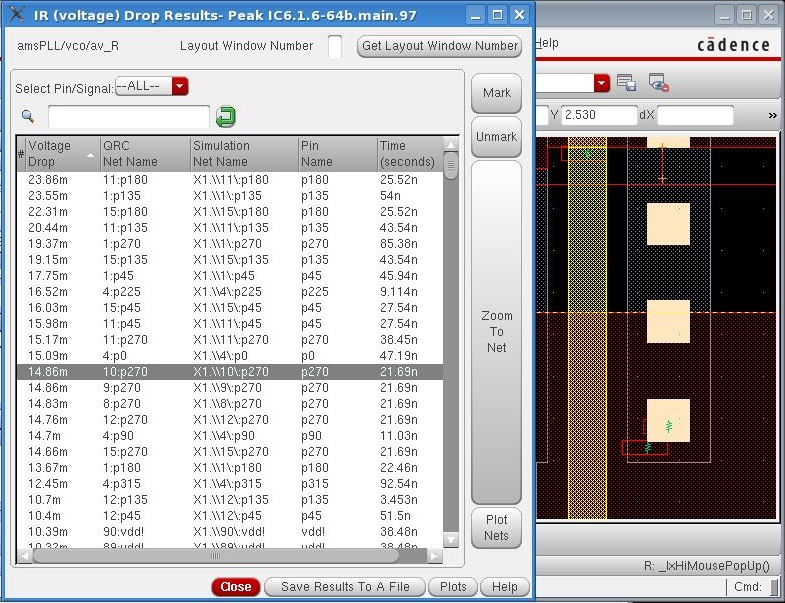 IR (voltage) Drop Results- Peak IC6.1.6-64b.main.97
amsPLL/vco/av_R Layout Window Number Get Layout Window Number
Select Pin/Signal: --ALL--
Mark
Unmark
# Voltage Drop QRC Net Name Simulation Net Name Pin Name Time (seconds)
23.86m 11:p180 X1.\\11\:p180 p180 25.52n
23.55m 1:p135 X1.\\1\:p135 p135 54n
22.31m 15:p180 X1.\\15\:p180 p180 25.52n
20.44m 11:p135 X1.\\11\:p135 p135 43.54n
19.37m 1:p270 X1.\\1\:p270 p270 85.38n
19.15m 15:p135 X1.\\15\:p135 p135 43.54n
17.75m 1:p45 X1.\\1\:p45 p45 45.94n
16.52m 4:p225 X1.\\4\:p225 p225 9.114n
16.03m 15:p45 X1.\\15\:p45 p45 27.54n
15.98m 11:p45 X1.\\11\:p45 p45 27.54n
15.17m 11:p270 X1.\\11\:p270 p270 38.45n
15.09m 4:p0 X1.\\4\:p0 p0 47.19n
14.86m 10:p270 X1.\\10\:p270 p270 21.69n
14.86m 9:p270 X1.\\9\:p270 p270 21.69n
14.83m 8:p270 X1.\\8\:p270 p270 21.69n
14.76m 12:p270 X1.\\12\:p270 p270 21.69n
14.7m 4:p90 X1.\\4\:p90 p90 11.03n
14.66m 15:p270 X1.\\15\:p270 p270 21.69n
13.67m 1:p180 X1.\\1\:p180 p180 22.46n
12.45m 4:p315 X1.\\4\:p315 p315 92.54n
10.7m 12:p135 X1.\\12\:p135 p135 3.453n
10.4m 12:p45 X1.\\12\:p45 p45 51.5n
10.39m 90:vdd! X1.\\90\:vdd! vdd! 38.48n
10.32m 89:vdd! X1.\\89\:vdd! vdd! 38.48n
Zoom
To
Net
Plot
Nets
Close Save Results To A File Plots Help
Help
cādence
Y 2.530 dX
»
R: _lxHiMousePopUp()
Cmd: